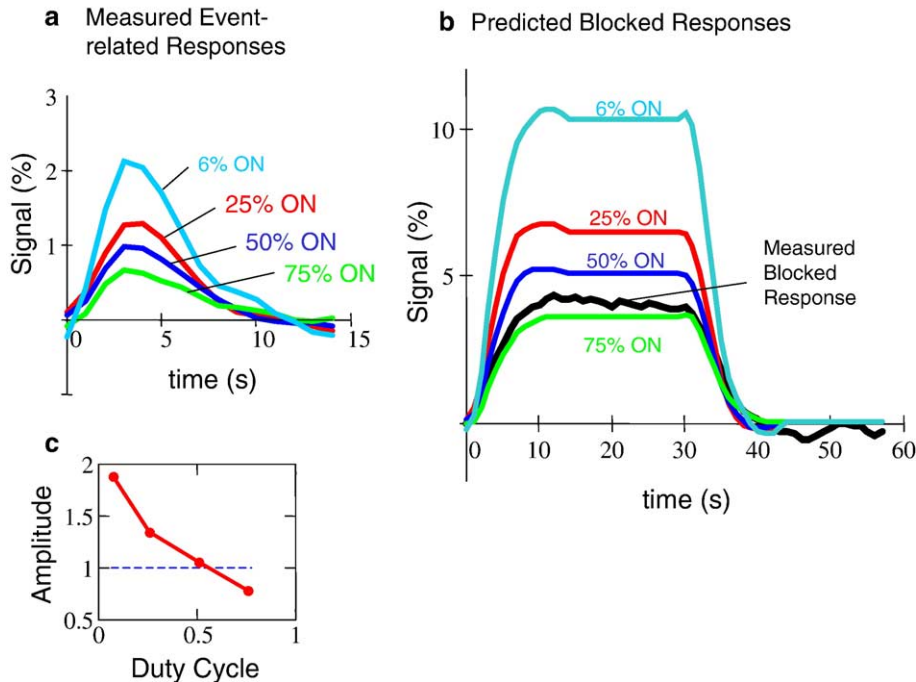 a Measured Event-
related Responses
3
2
1
Signal (%)
6% ON
25% ON
50% ON
75% ON
0
5
10
15
time (s)
b Predicted Blocked Responses
10
5
Signal (%)
6% ON
25% ON
50% ON
75% ON
Measured
Blocked
Response
0
10
20
30
40
50
60
time (s)
c
2
1.5
1
0.5
Amplitude
0
0.5
1
Duty Cycle